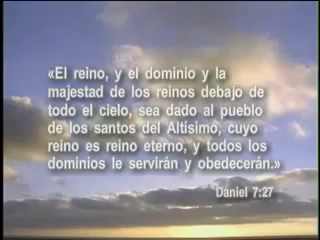 «El reino, y el dominio y la
majestad de los reinos debajo de
todo el cielo, sea dado al pueblo
de los santos del Altísimo, cuyo
reino es reino eterno, y todos los
dominios le servirán y obedecerán.»
Daniel 7:27